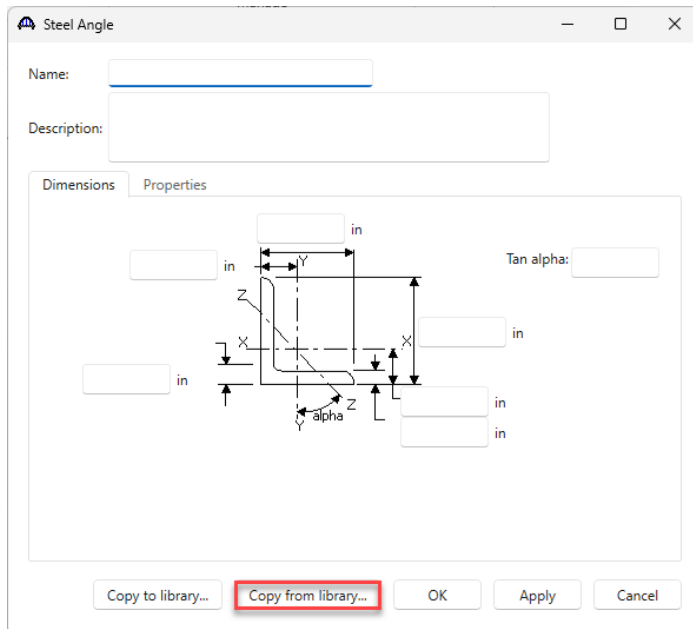 Steel Angle
Name:
Description:
Dimensions Properties
in
in
Y
Tan alpha:
Z
X X
in
in
alpha Z
Y
in
in
Copy to library... Copy from library... OK Apply Cancel